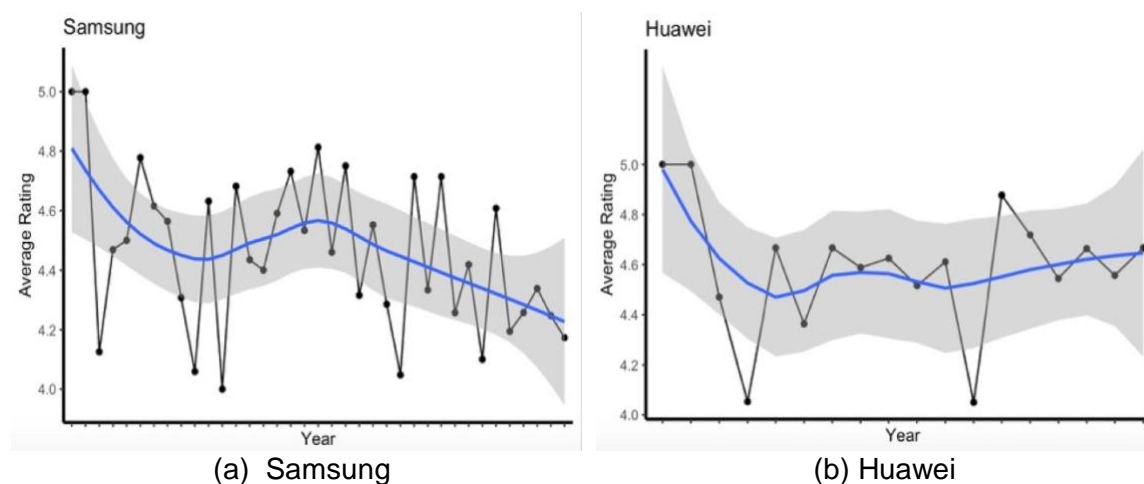 Samsung
5.0
4.8
4.6
4.4
4.2
4.0
Average Rating
Year
(a) Samsung
Huawei
5.0
4.8
4.6
4.4
4.2
4.0
Average Rating
Year
(b) Huawei